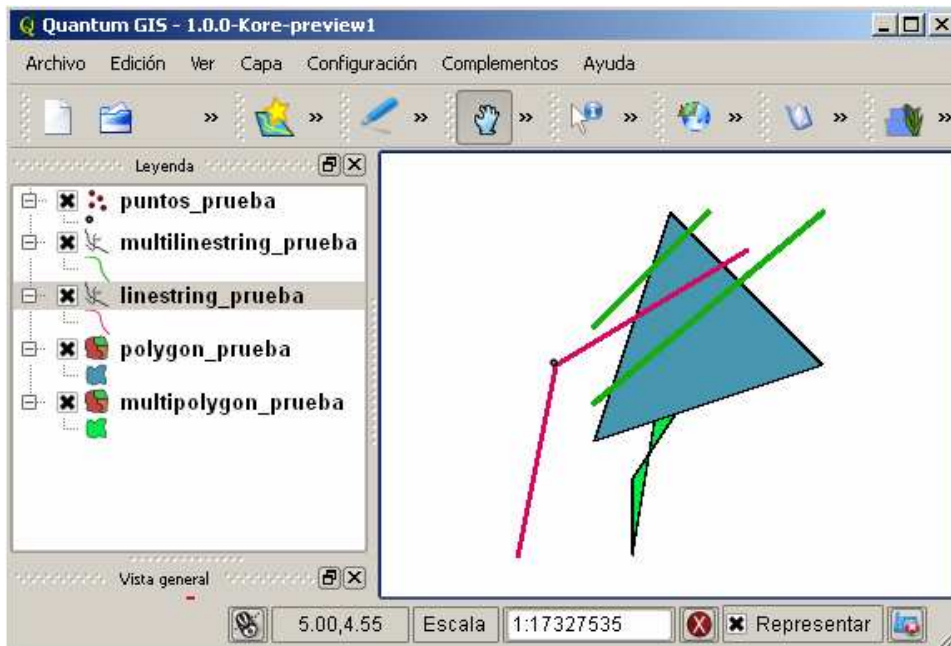 Quantum GIS - 1.0.0-Kore-preview1
Archivo Edición Ver Capa Configuración Complementos Ayuda
» » » » » » » »
Leyenda
puntos_prueba
multilinestring_prueba
linestring_prueba
polygon_prueba
multipolygon_prueba
Vista general
5.00,4.55 Escala 1:17327535 Representar